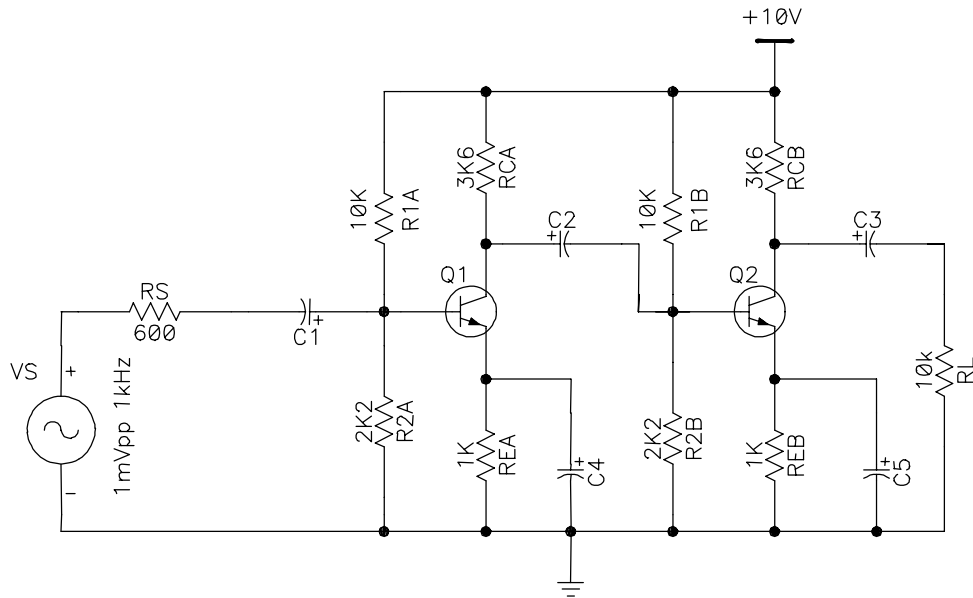 +10V
3K6
RCA
3K6
RCB
10K
R1A
10K
R1B
C2
+
C3
+
Q1
Q2
RS
600
C1
+
VS
+
-
1mVpp 1kHz
2K2
R2A
1K
REA
+
C4
2K2
R2B
1K
REB
+
C5
10k
RL